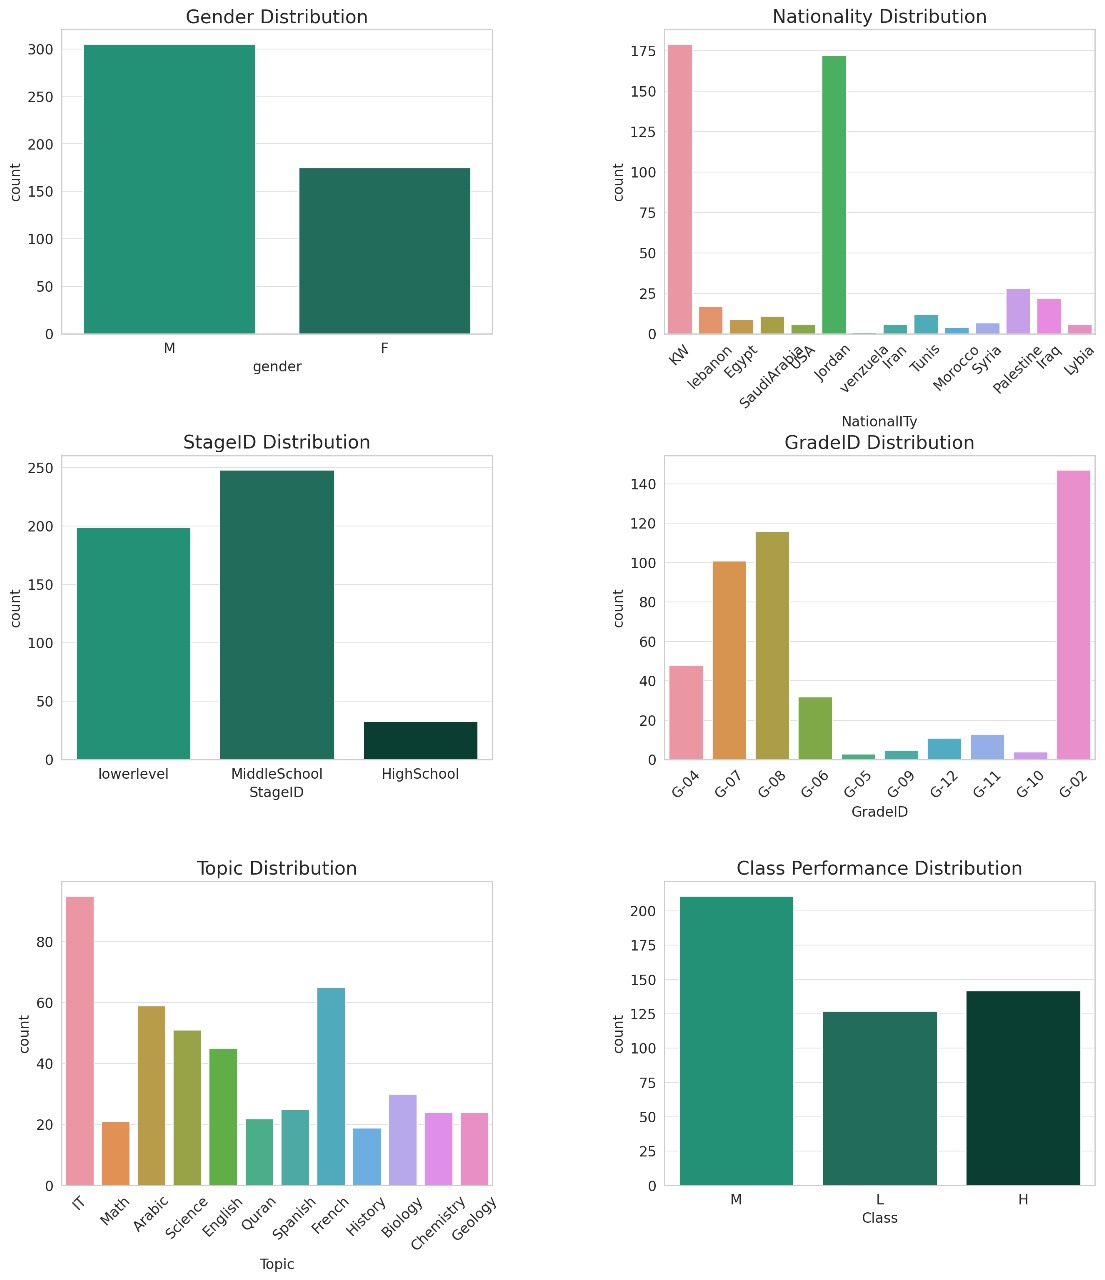 Gender Distribution
count
300
250
200
150
100
50
0
M F
gender
Nationality Distribution
count
175
150
125
100
75
50
25
0
KW lebanon Egypt SaudiArabia USA Jordan venzuela Iran Tunis Morocco Syria Palestine Iraq Lybia
NationalITy
StageID Distribution
count
250
200
150
100
50
0
lowerlevel MiddleSchool HighSchool
StageID
GradeID Distribution
count
140
120
100
80
60
40
20
0
G-04 G-07 G-08 G-06 G-05 G-09 G-12 G-11 G-10 G-02
GradeID
Topic Distribution
count
80
60
40
20
0
IT Math Arabic Science English Quran Spanish French History Biology Chemistry Geology
Topic
Class Performance Distribution
count
200
175
150
125
100
75
50
25
0
M L H
Class